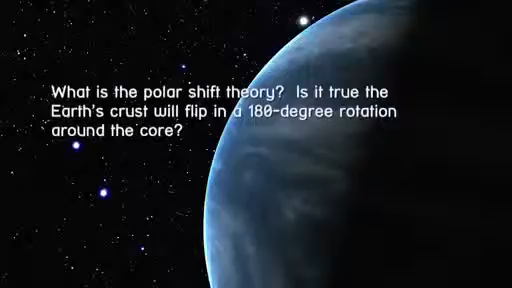 What is the polar shift theory?  Is it true the
Earth's crust will flip in a 180-degree rotation
around the core?